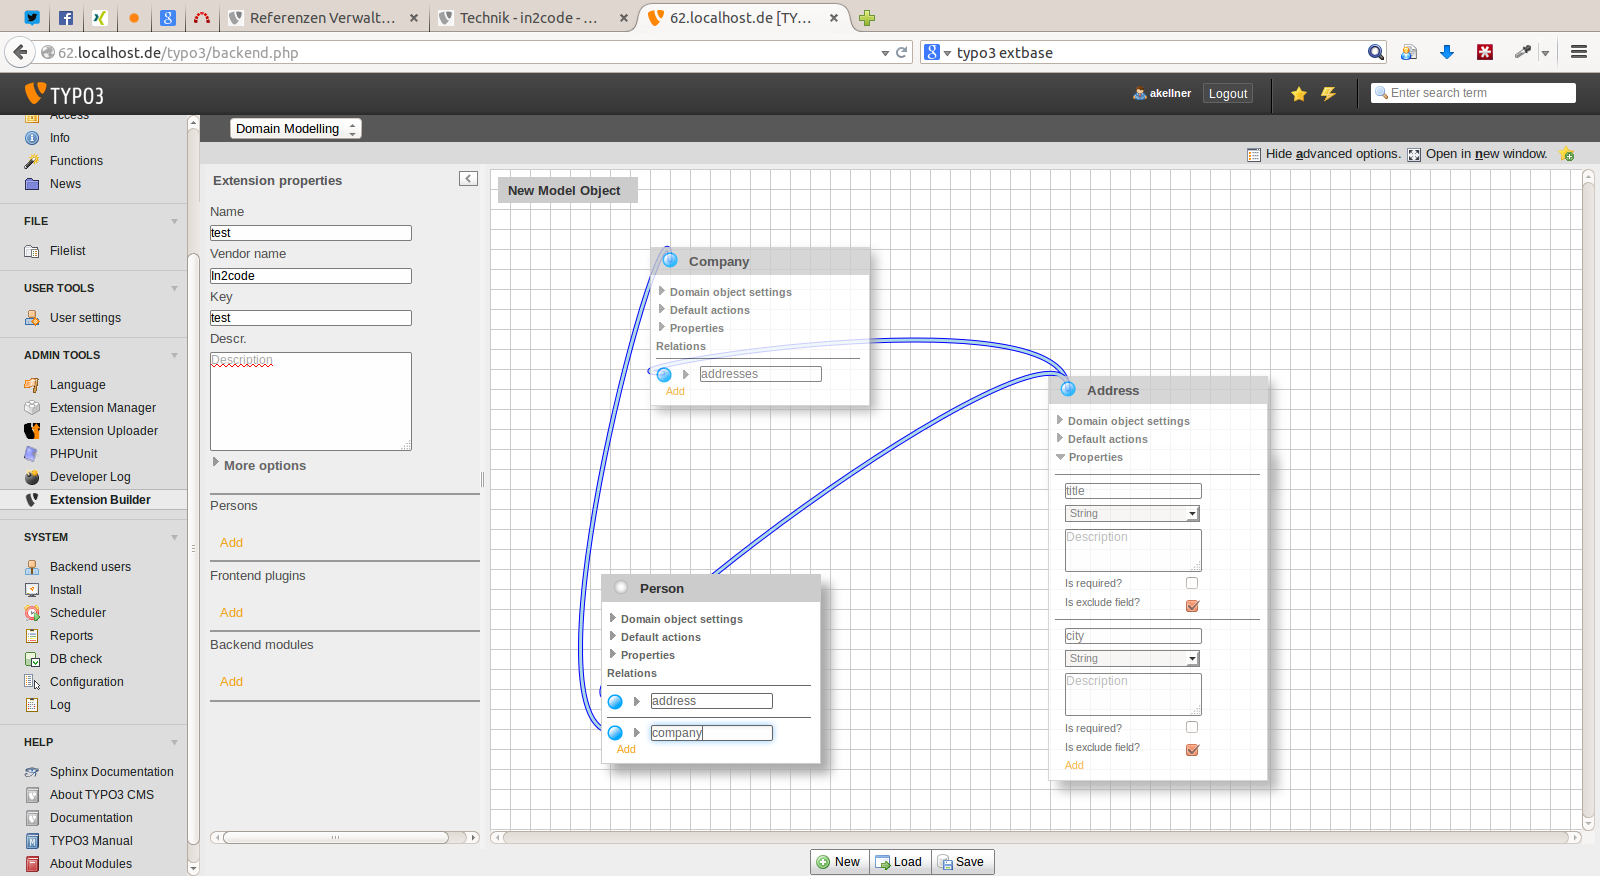 Referenzen Verwalt...
Technik - in2code - ...
62.localhost.de [TY...
62.localhost.de/typo3/backend.php
typo3 extbase
TYPO3
akellner
Logout
Enter search term
Access
Info
Functions
News
FILE
Filelist
USER TOOLS
User settings
ADMIN TOOLS
Language
Extension Manager
Extension Uploader
PHPUnit
Developer Log
Extension Builder
SYSTEM
Backend users
Install
Scheduler
Reports
DB check
Configuration
Log
HELP
Sphinx Documentation
About TYPO3 CMS
Documentation
TYPO3 Manual
About Modules
Domain Modelling
Hide advanced options.
Open in new window.
Extension properties
Name
test
Vendor name
In2code
Key
test
Descr.
Description
More options
Persons
Add
Frontend plugins
Add
Backend modules
Add
New Model Object
Company
Domain object settings
Default actions
Properties
Relations
addresses
Add
Person
Domain object settings
Default actions
Properties
Relations
address
company
Add
Address
Domain object settings
Default actions
Properties
title
String
Description
Is required?
Is exclude field?
city
String
Description
Is required?
Is exclude field?
Add
New
Load
Save